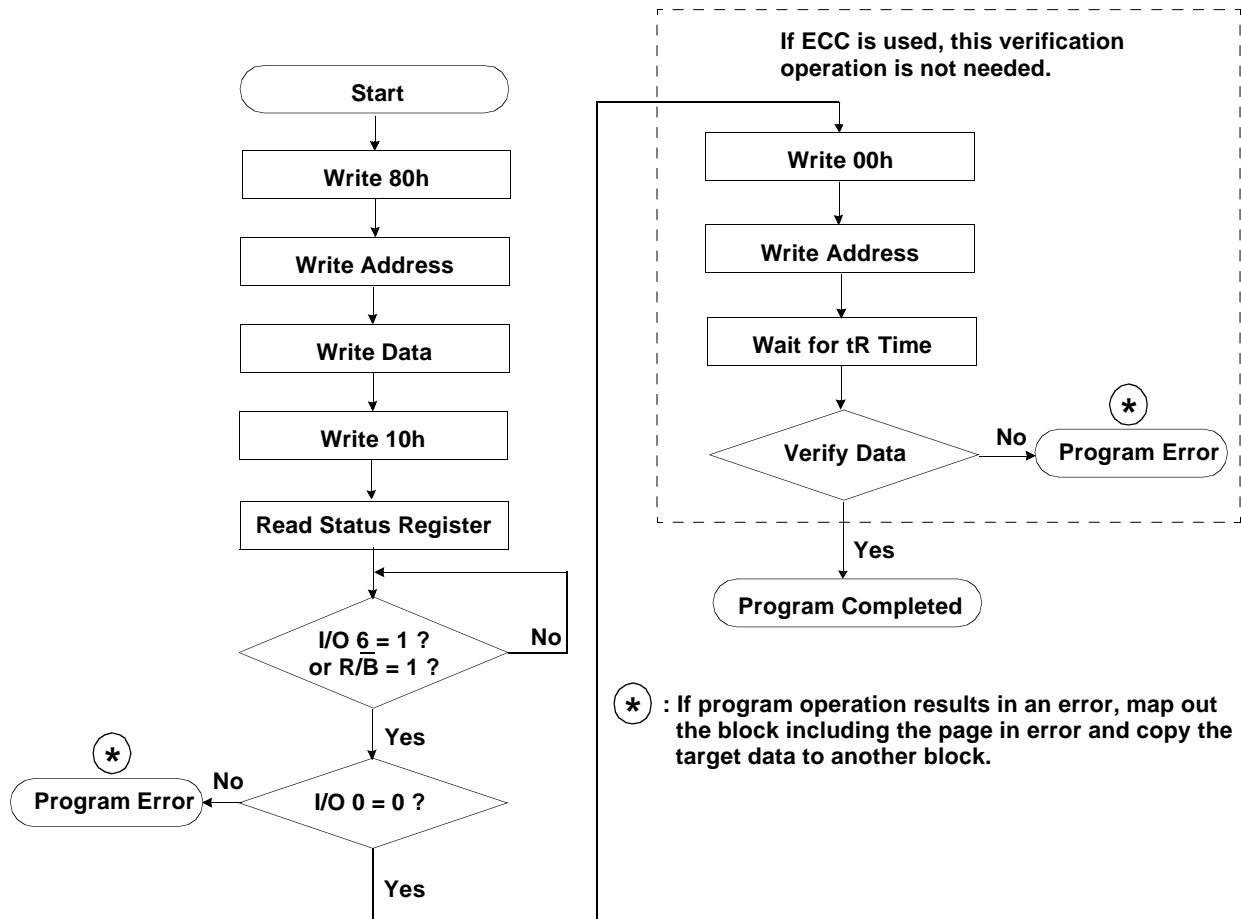 Start
Write 80h
Write Address
Write Data
Write 10h
Read Status Register
I/O 6 = 1 ?
or R/B̅ = 1 ?
No
Yes
*
Program Error
No
I/O 0 = 0 ?
Yes
If ECC is used, this verification
operation is not needed.
Write 00h
Write Address
Wait for tR Time
Verify Data
No
*
Program Error
Yes
Program Completed
* : If program operation results in an error, map out
the block including the page in error and copy the
target data to another block.